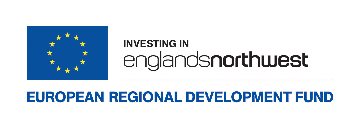 INVESTING IN
englandsnorthwest
EUROPEAN REGIONAL DEVELOPMENT FUND